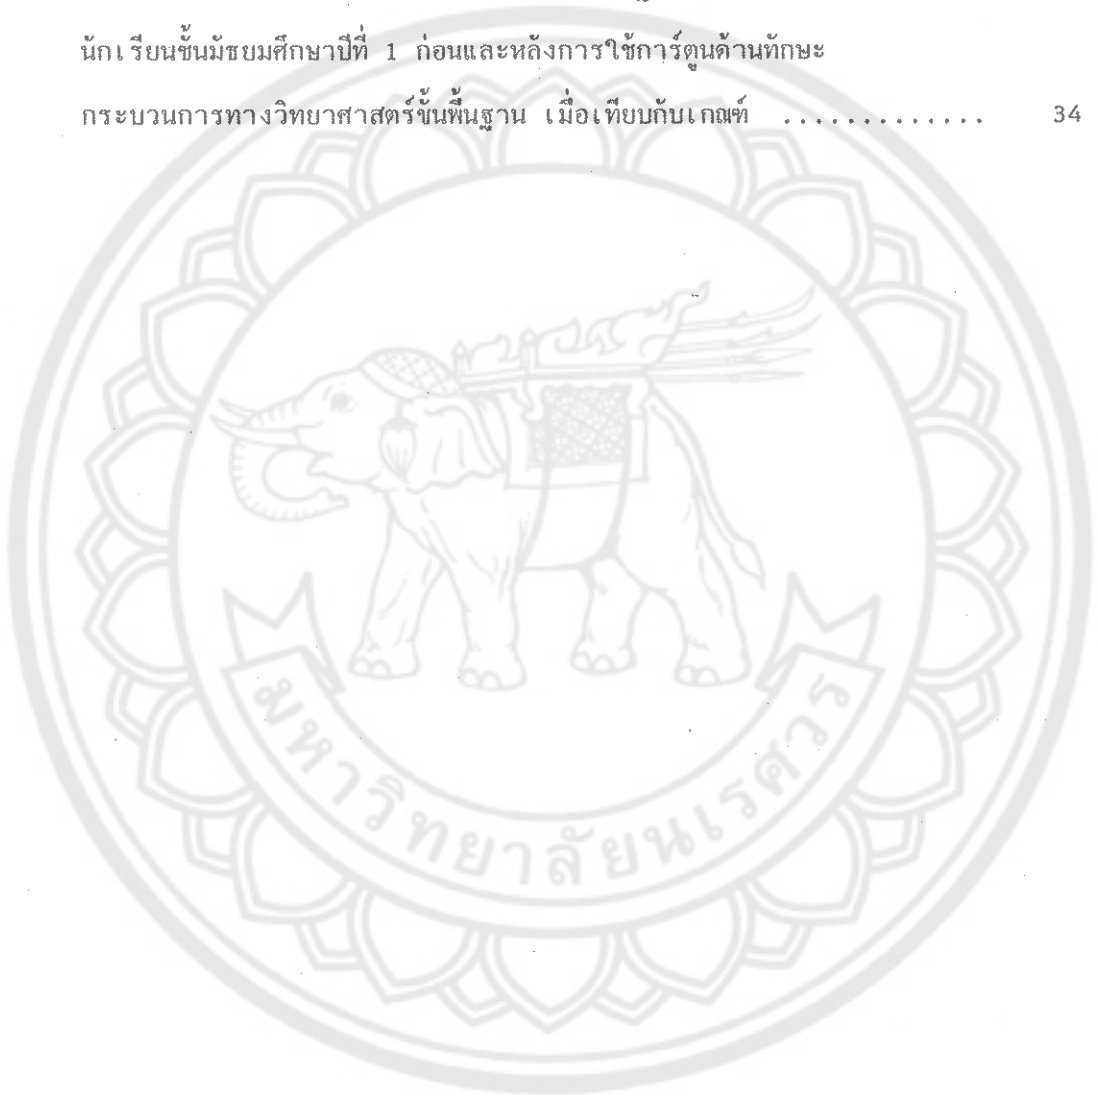 นักเรียนชั้นมัธยมศึกษาปีที่ 1 ก่อนและหลังการใช้การ์ตูนด้านทักษะ
กระบวนการทางวิทยาศาสตร์ขั้นพื้นฐาน เมื่อเทียบกับเกณฑ์ ............. 34
มหาวิทยาลัยนเรศวร